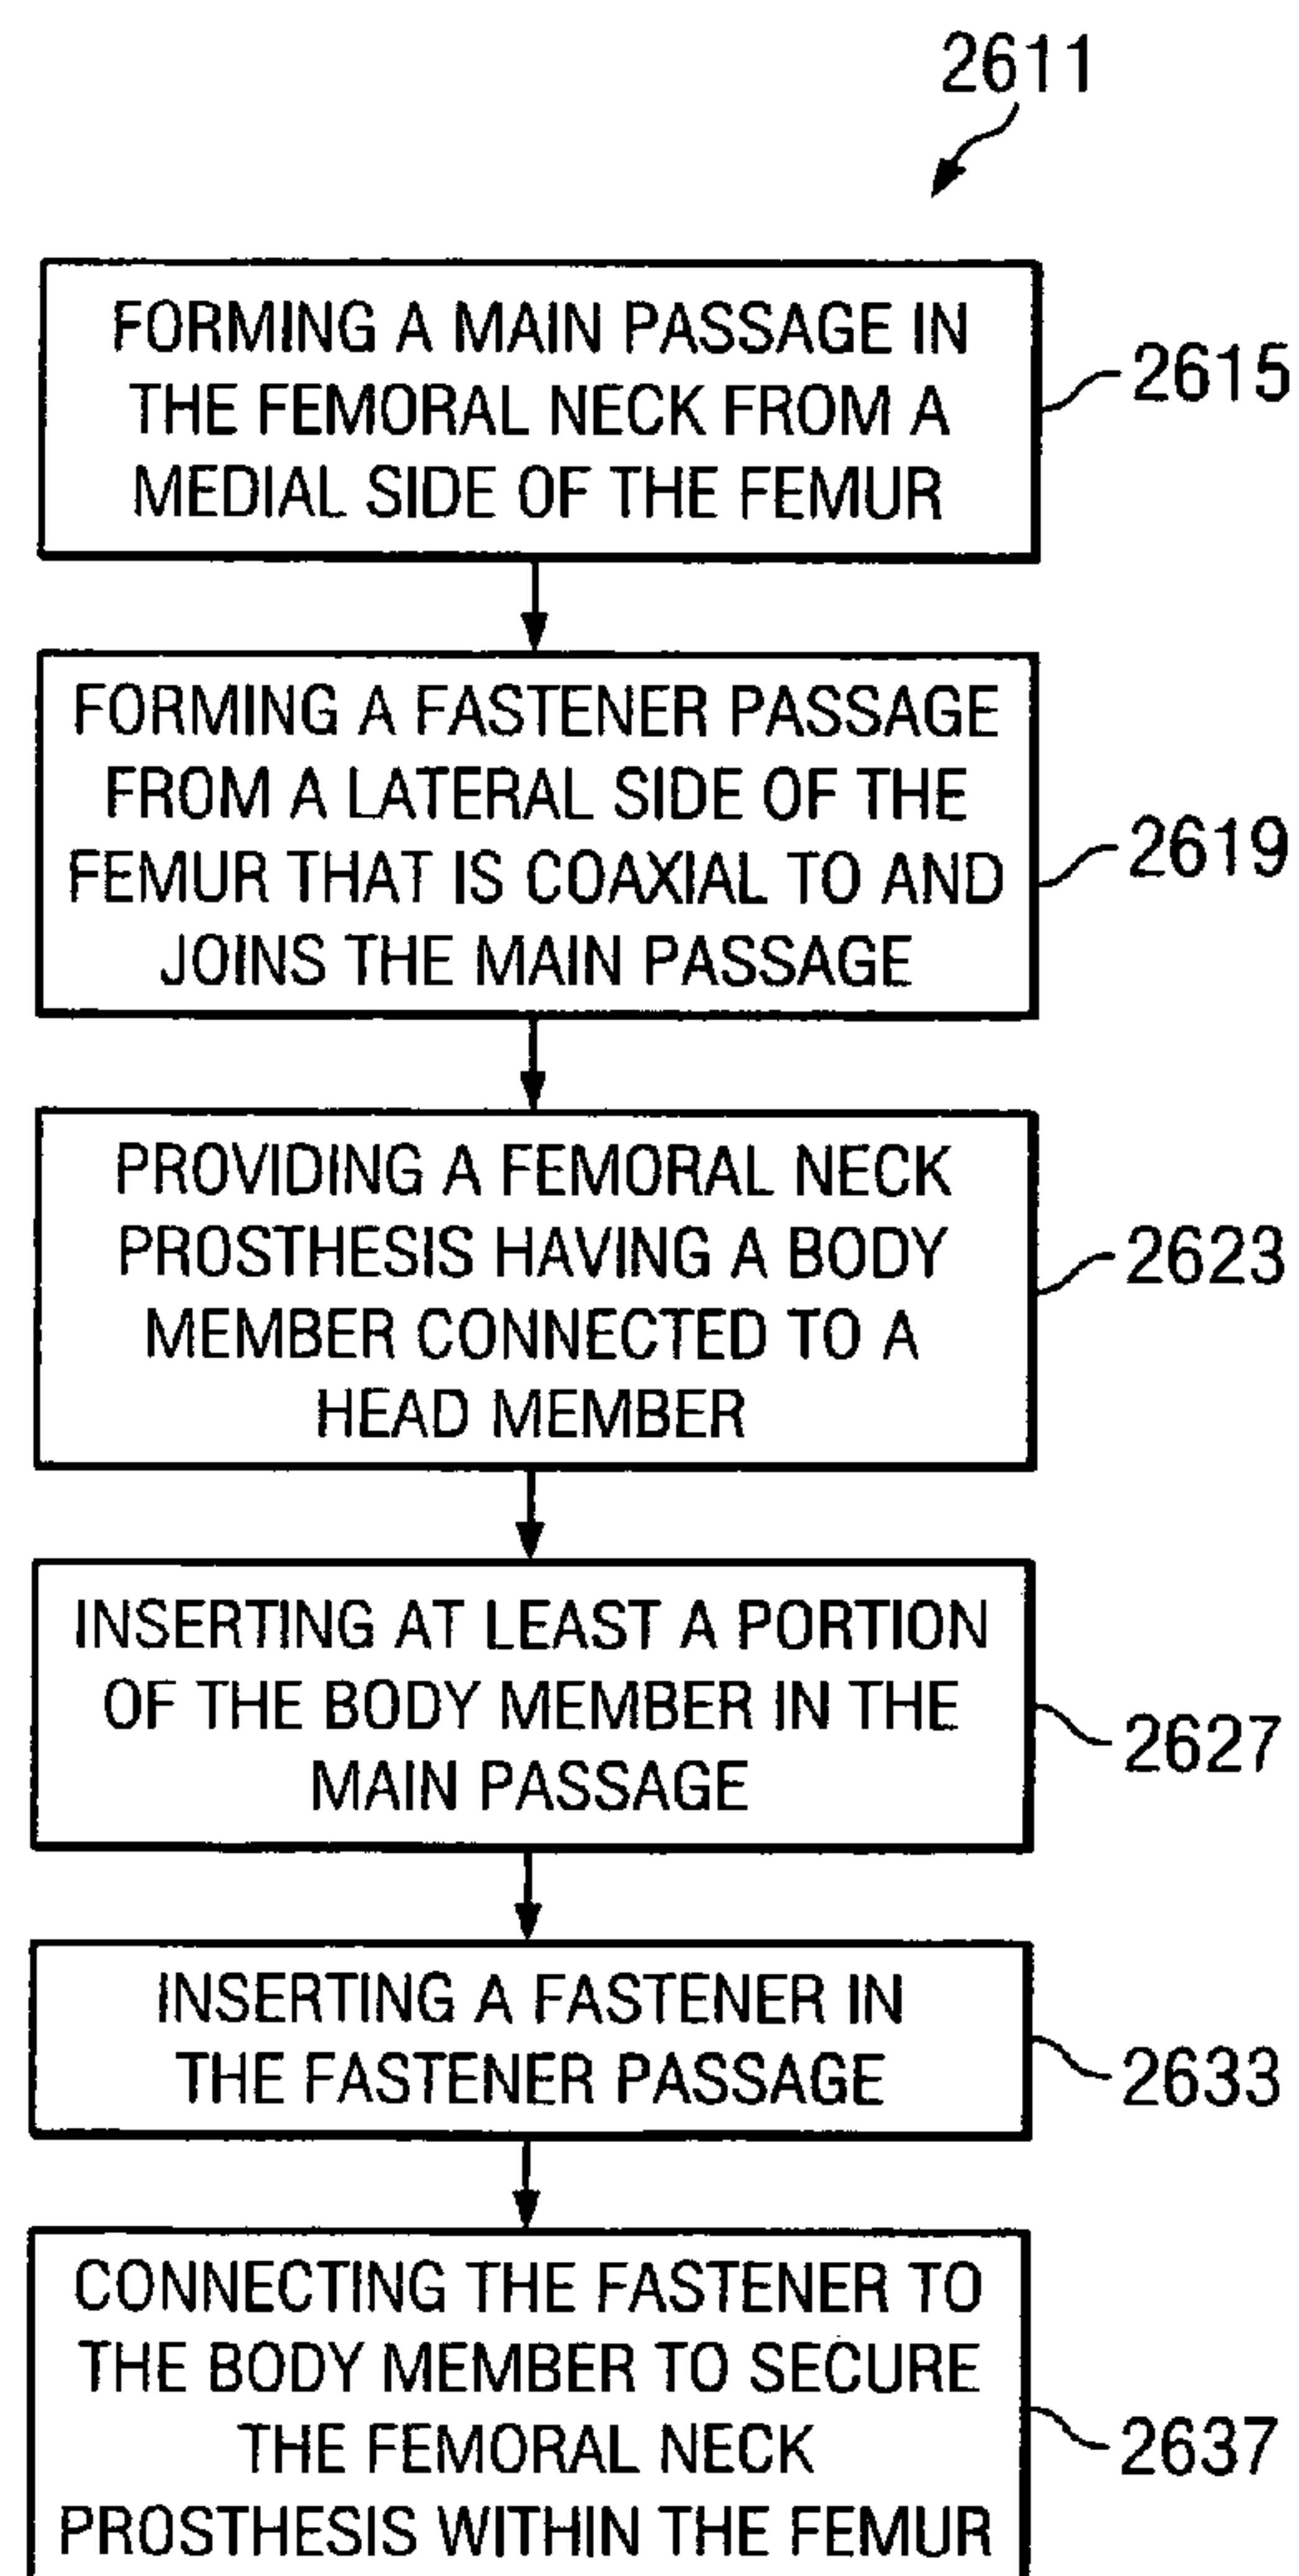 2611
FORMING A MAIN PASSAGE IN
THE FEMORAL NECK FROM A
MEDIAL SIDE OF THE FEMUR
2615
FORMING A FASTENER PASSAGE
FROM A LATERAL SIDE OF THE
FEMUR THAT IS COAXIAL TO AND
JOINS THE MAIN PASSAGE
2619
PROVIDING A FEMORAL NECK
PROSTHESIS HAVING A BODY
MEMBER CONNECTED TO A
HEAD MEMBER
2623
INSERTING AT LEAST A PORTION
OF THE BODY MEMBER IN THE
MAIN PASSAGE
2627
INSERTING A FASTENER IN
THE FASTENER PASSAGE
2633
CONNECTING THE FASTENER TO
THE BODY MEMBER TO SECURE
THE FEMORAL NECK
PROSTHESIS WITHIN THE FEMUR
2637